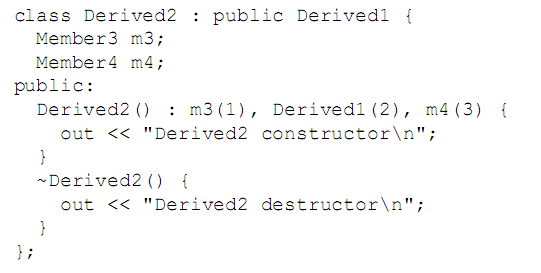 class Derived2 : public Derived1 {
  Member3 m3;
  Member4 m4;
public:
  Derived2() : m3(1), Derived1(2), m4(3) {
    out << "Derived2 constructor\n";
  }
  ~Derived2() {
    out << "Derived2 destructor\n";
  }
};